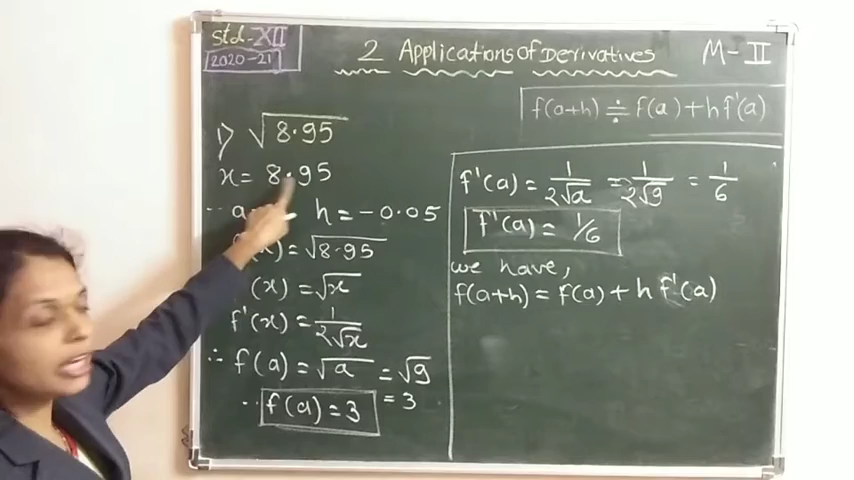 Std-XII
2020-21
2 Applications of Derivatives
M-II
f(a+h) ≑ f(a)+hf'(a)
1) √8·95
x= 8·95
a h=-0·05
(x)=√8·95
(x)=√x
f'(x)=1/2√x
∴ f(a)=√a =√9
=3
f(a)=3
f'(a)=1/2√a =1/2√9 =1/6
f'(a)=1/6
we have,
f(a+h)=f(a)+h f'(a)